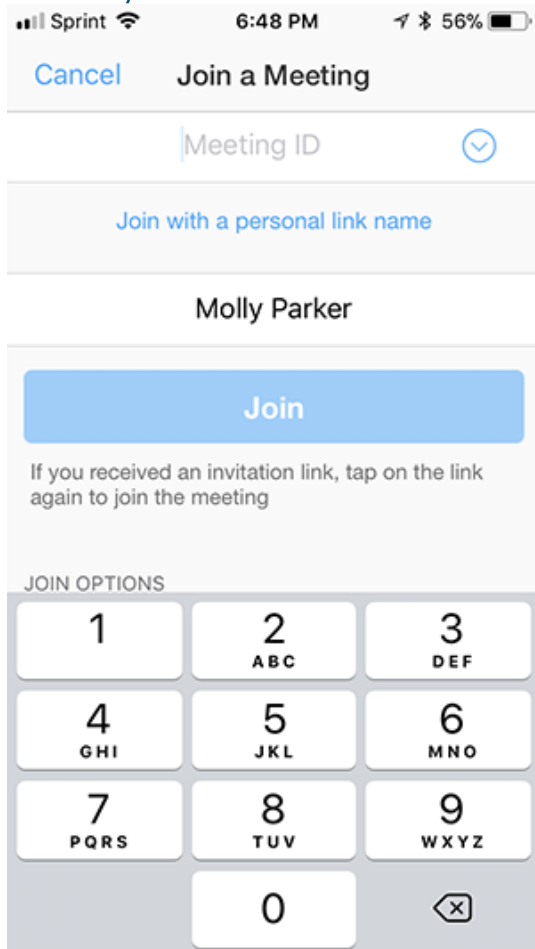 Sprint 6:48 PM 56%
Cancel Join a Meeting
Meeting ID
Join with a personal link name
Molly Parker
Join
If you received an invitation link, tap on the link
again to join the meeting
JOIN OPTIONS
1 2 3
ABC DEF
4 5 6
GHI JKL MNO
7 8 9
PQRS TUV WXYZ
0